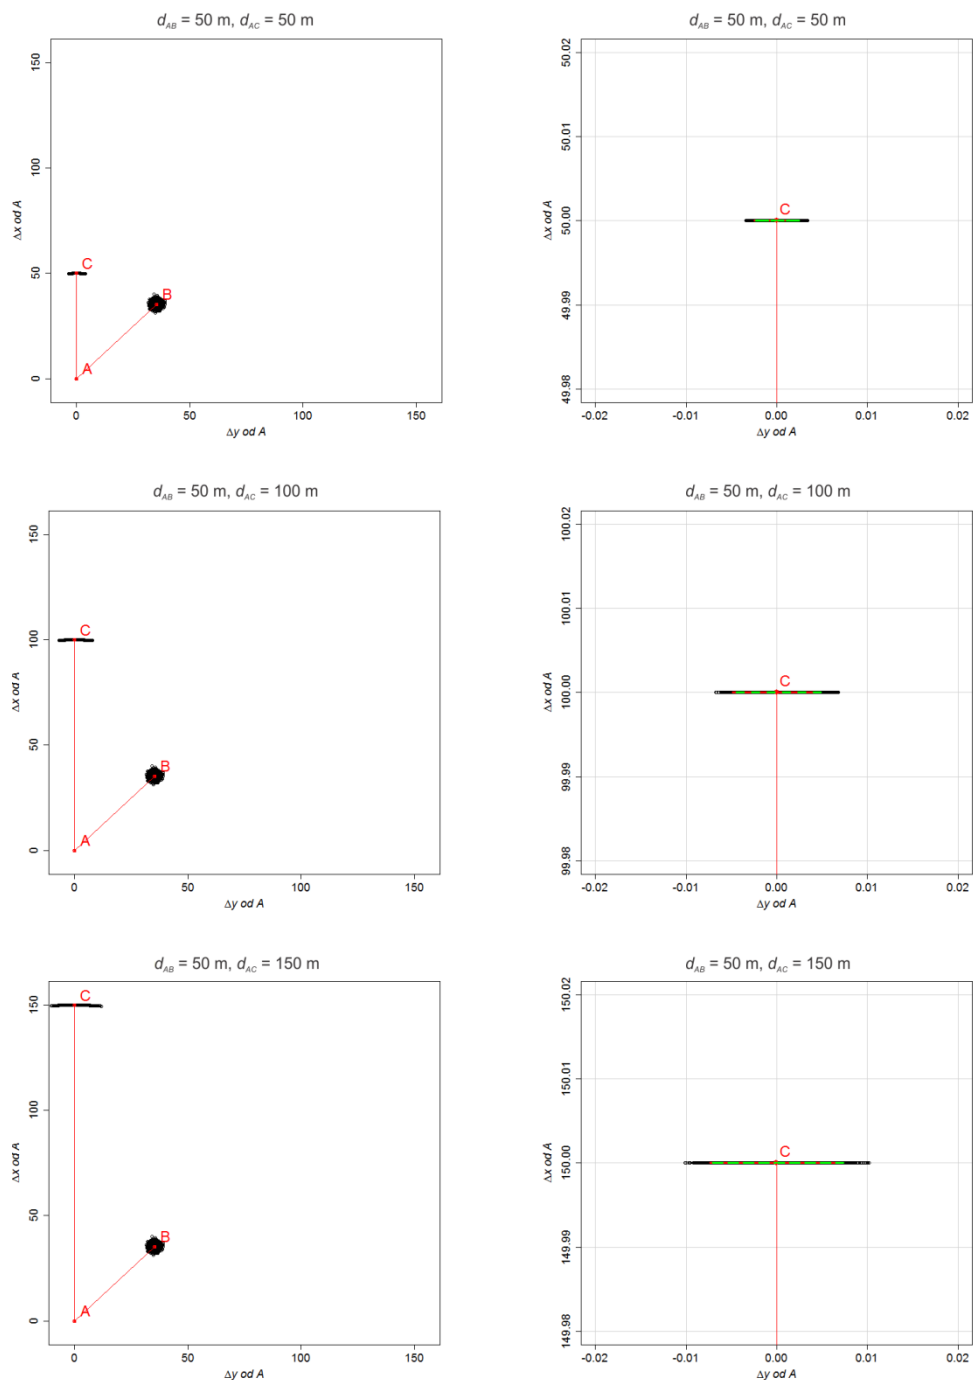 d_AB = 50 m, d_AC = 50 m
150
100
50
0
Δx od A
C
B
A
0 50 100 150
Δy od A
d_AB = 50 m, d_AC = 50 m
50.02
50.01
50.00
49.99
49.98
Δx od A
C
-0.02 -0.01 0.00 0.01 0.02
Δy od A
d_AB = 50 m, d_AC = 100 m
150
100
50
0
Δx od A
C
B
A
0 50 100 150
Δy od A
d_AB = 50 m, d_AC = 100 m
100.02
100.01
100.00
99.99
99.98
Δx od A
C
-0.02 -0.01 0.00 0.01 0.02
Δy od A
d_AB = 50 m, d_AC = 150 m
150
100
50
0
Δx od A
C
B
A
0 50 100 150
Δy od A
d_AB = 50 m, d_AC = 150 m
150.02
150.01
150.00
149.99
149.98
Δx od A
C
-0.02 -0.01 0.00 0.01 0.02
Δy od A